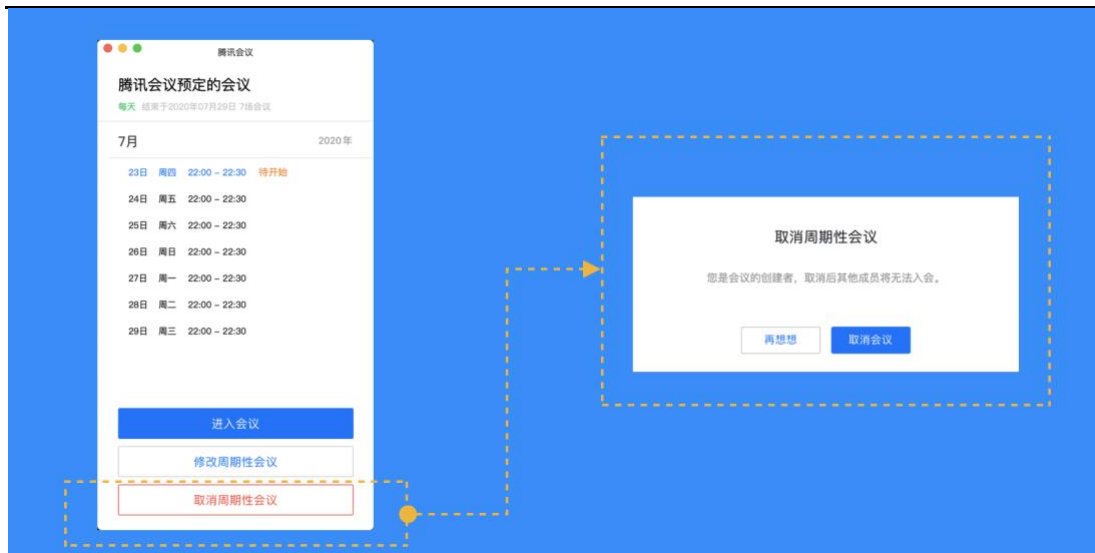 腾讯会议
腾讯会议预定的会议
每天 结束于2020年07月29日 7场会议
7月 2020年
23日 周四 22:00 – 22:30 待开始
24日 周五 22:00 – 22:30
25日 周六 22:00 – 22:30
26日 周日 22:00 – 22:30
27日 周一 22:00 – 22:30
28日 周二 22:00 – 22:30
29日 周三 22:00 – 22:30
进入会议
修改周期性会议
取消周期性会议
取消周期性会议
您是会议的创建者，取消后其他成员将无法入会。
再想想 取消会议